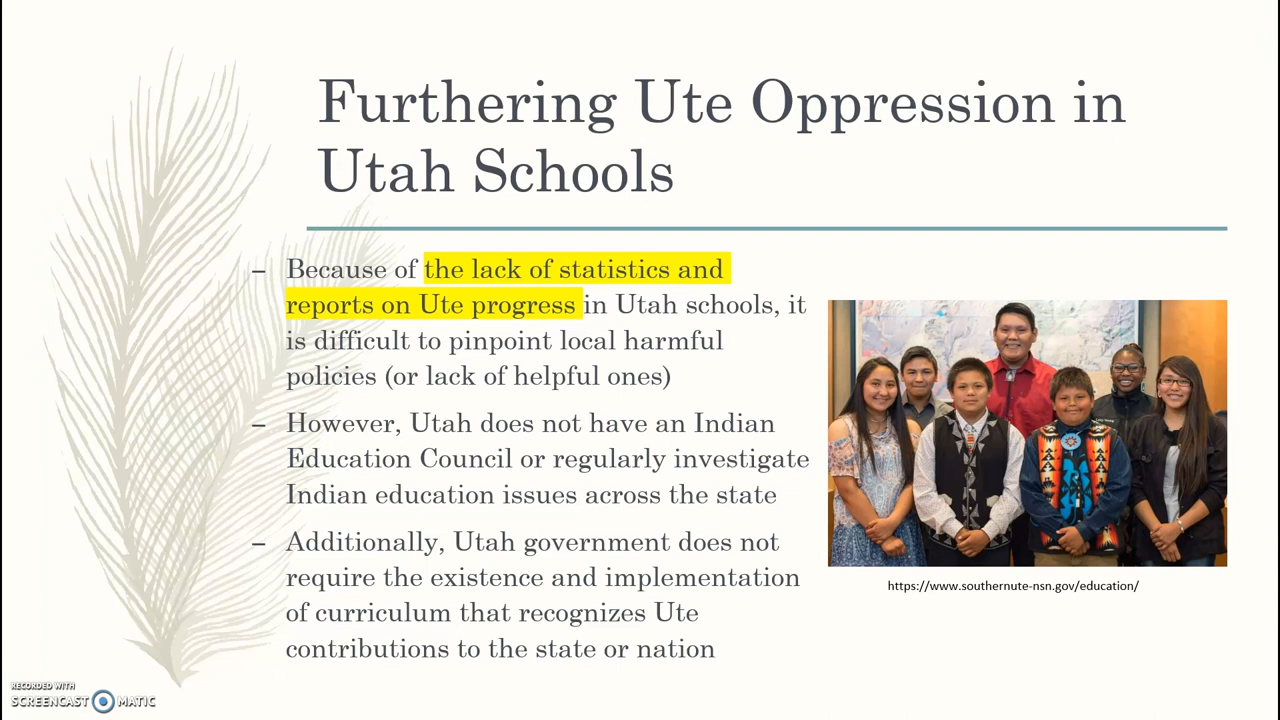 Furthering Ute Oppression in
Utah Schools
– Because of the lack of statistics and
reports on Ute progress in Utah schools, it
is difficult to pinpoint local harmful
policies (or lack of helpful ones)
– However, Utah does not have an Indian
Education Council or regularly investigate
Indian education issues across the state
– Additionally, Utah government does not
require the existence and implementation
of curriculum that recognizes Ute
contributions to the state or nation
https://www.southernute-nsn.gov/education/
RECORDED WITH
SCREENCAST MATIC